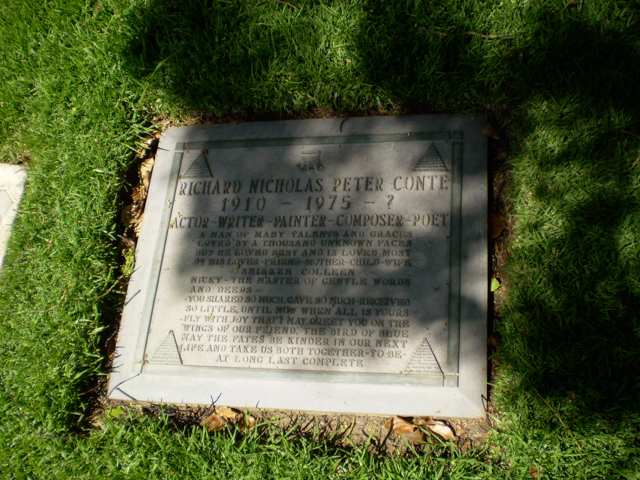 RICHARD NICHOLAS PETER CONTE
1910 - 1975 - ?
ACTOR-WRITER-PAINTER-COMPOSER-POET
A MAN OF MANY TALENTS AND GRACES
LOVED BY A THOUSAND UNKNOWN FACES
BUT HE LOVED BEST AND IS LOVED MOST
BY HIS LOVER-FRIEND-MOTHER-CHILD-WIFE
SHIRLEE COLLEEN
NICKY-THE MASTER OF GENTLE WORDS
AND DEEDS-
-YOU SHARED SO MUCH, GAVE SO MUCH-RECEIVED
SO LITTLE, UNTIL NOW WHEN ALL IS YOURS
-FLY WITH JOY THAT I MAY GREET YOU ON THE
WINGS OF OUR FRIEND, THE BIRD OF BLUE
MAY THE FATES BE KINDER IN OUR NEXT
LIFE AND TAKE US BOTH TOGETHER-TO BE-
AT LONG LAST COMPLETE